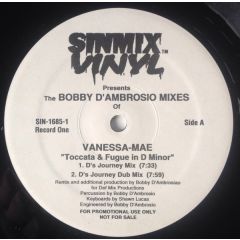 SINMIX
VINYL™
Presents
The BOBBY D'AMBROSIO MIXES
Of
SIN-1685-1
Record One
Side A
VANESSA-MAE
"Toccata & Fugue in D Minor"
1. D's Journey Mix (7:33)
2. D's Journey Dub Mix (7:59)
Remix and additional production by Bobby D'Ambrosio
for Def Mix Productions
Percussion by Bobby D'Ambrosio
Keyboards by Shawn Lucas
Engineered by Bobby D'Ambrosio
FOR PROMOTIONAL USE ONLY
NOT FOR SALE